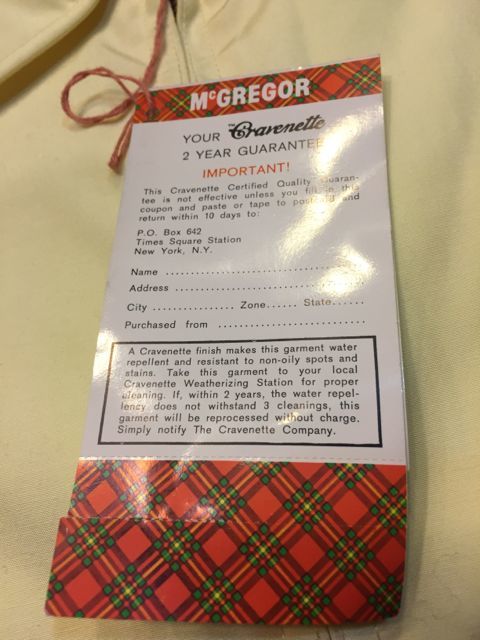 McGREGOR
YOUR THE Cravenette
2 YEAR GUARANTEE
IMPORTANT!
This Cravenette Certified Quality Guaran-
tee is not effective unless you fill in this
coupon and paste or tape to postcard and
return within 10 days to:
P.O. Box 642
Times Square Station
New York, N.Y.
Name ..............................
Address ...........................
City ................ Zone...... State......
Purchased from ........................
A Cravenette finish makes this garment water
repellent and resistant to non-oily spots and
stains. Take this garment to your local
Cravenette Weatherizing Station for proper
cleaning. If, within 2 years, the water repel-
lency does not withstand 3 cleanings, this
garment will be reprocessed without charge.
Simply notify The Cravenette Company.